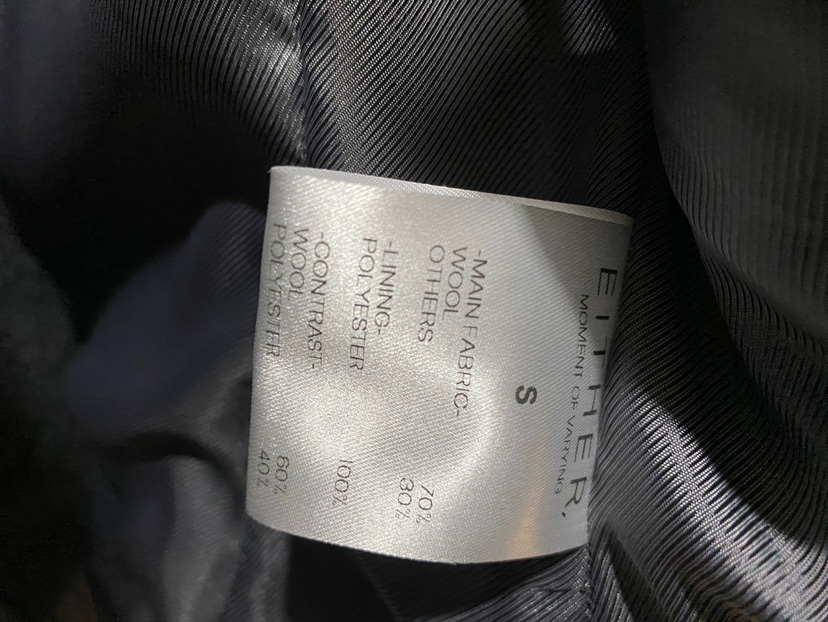 EITHER,
MOMENT OF VARYING
S
-MAIN FABRIC-
WOOL 70%
OTHERS 30%
-LINING-
POLYESTER 100%
-CONTRAST-
WOOL 60%
POLYESTER 40%